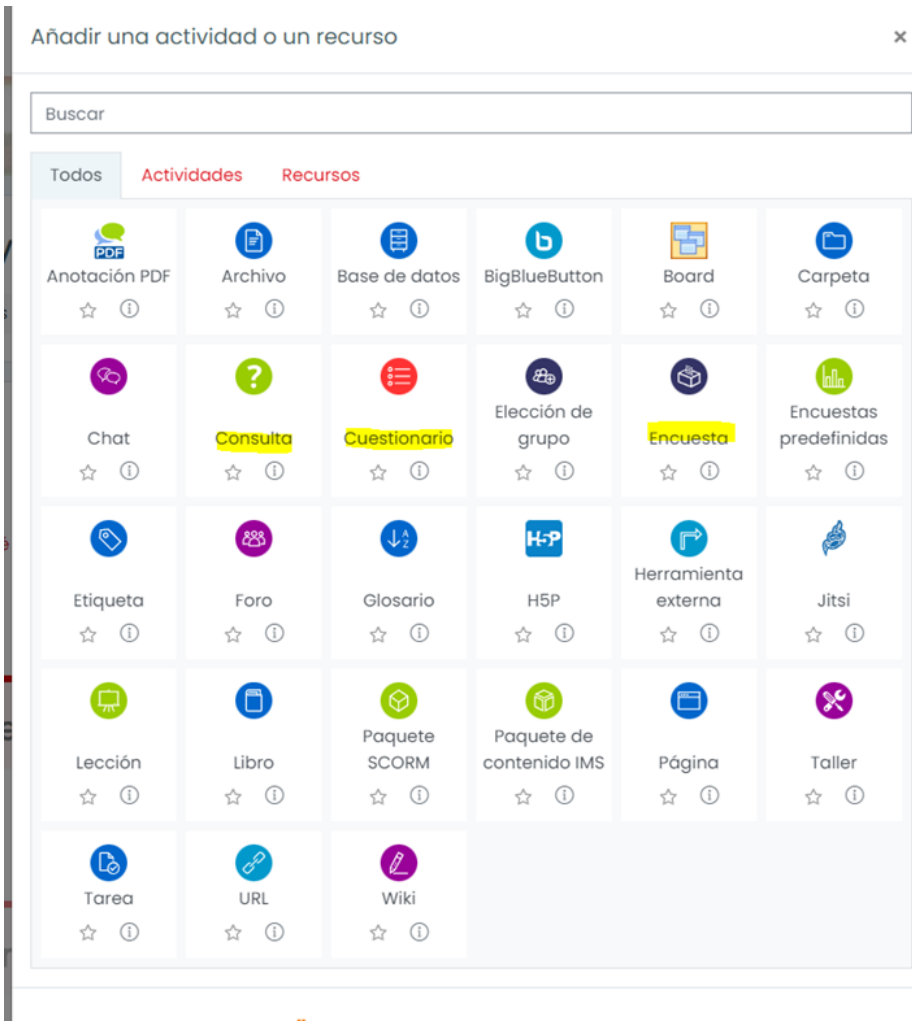 Añadir una actividad o un recurso ×
Buscar
Todos Actividades Recursos
PDF
Anotación PDF Archivo Base de datos BigBlueButton Board Carpeta
Chat Consulta Cuestionario Elección de grupo Encuesta Encuestas predefinidas
H5P
Etiqueta Foro Glosario H5P Herramienta externa Jitsi
Lección Libro Paquete SCORM Paquete de contenido IMS Página Taller
Tarea URL Wiki